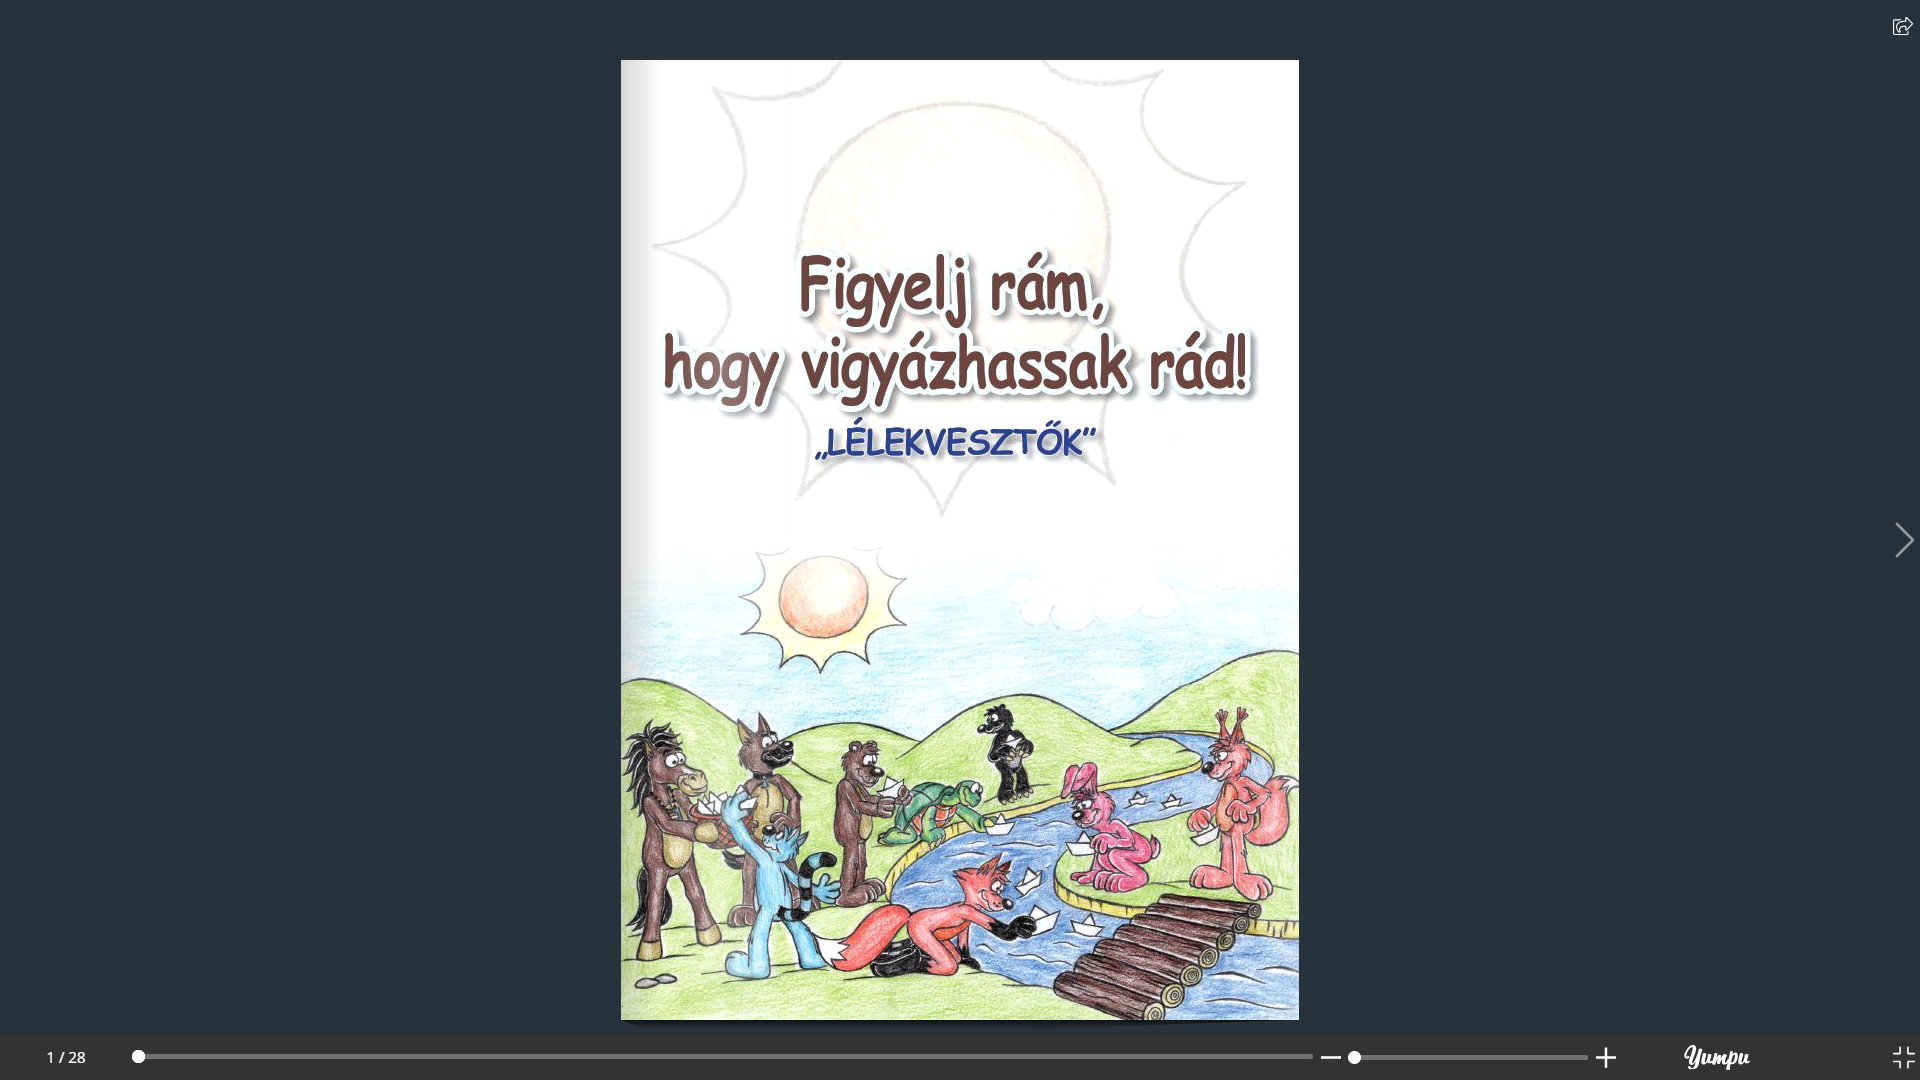 Figyelj rám,
hogy vigyázhassak rád!
„LÉLEKVESZTŐK”
1 / 28
Yumpu